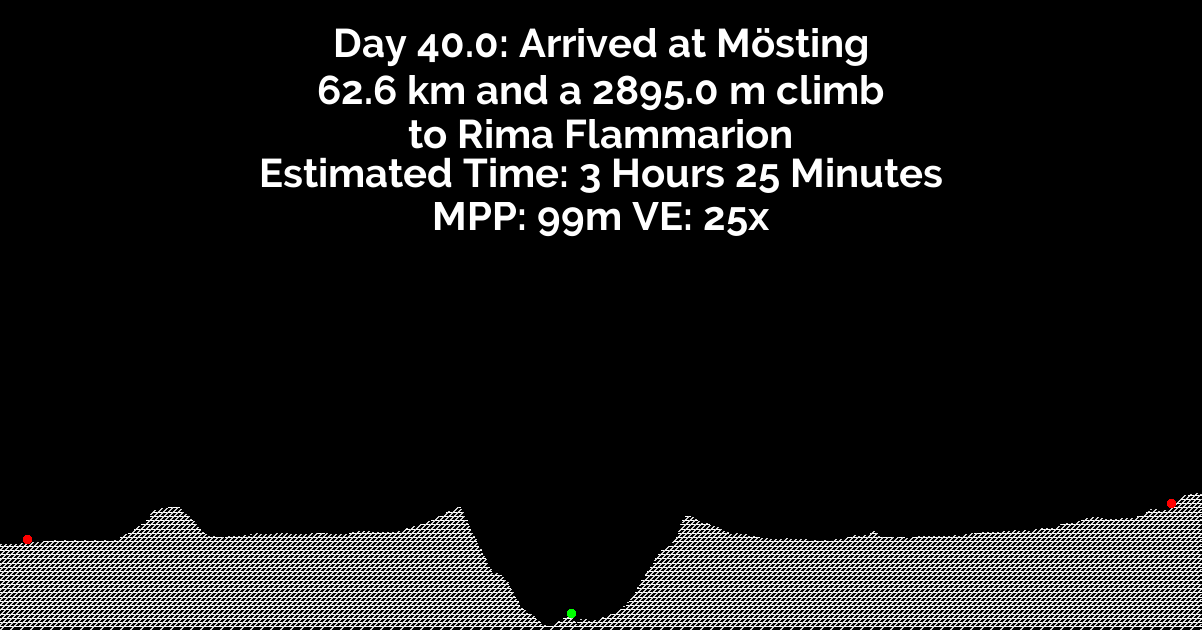 Day 40.0: Arrived at Mösting
62.6 km and a 2895.0 m climb
to Rima Flammarion
Estimated Time: 3 Hours 25 Minutes
MPP: 99m VE: 25x